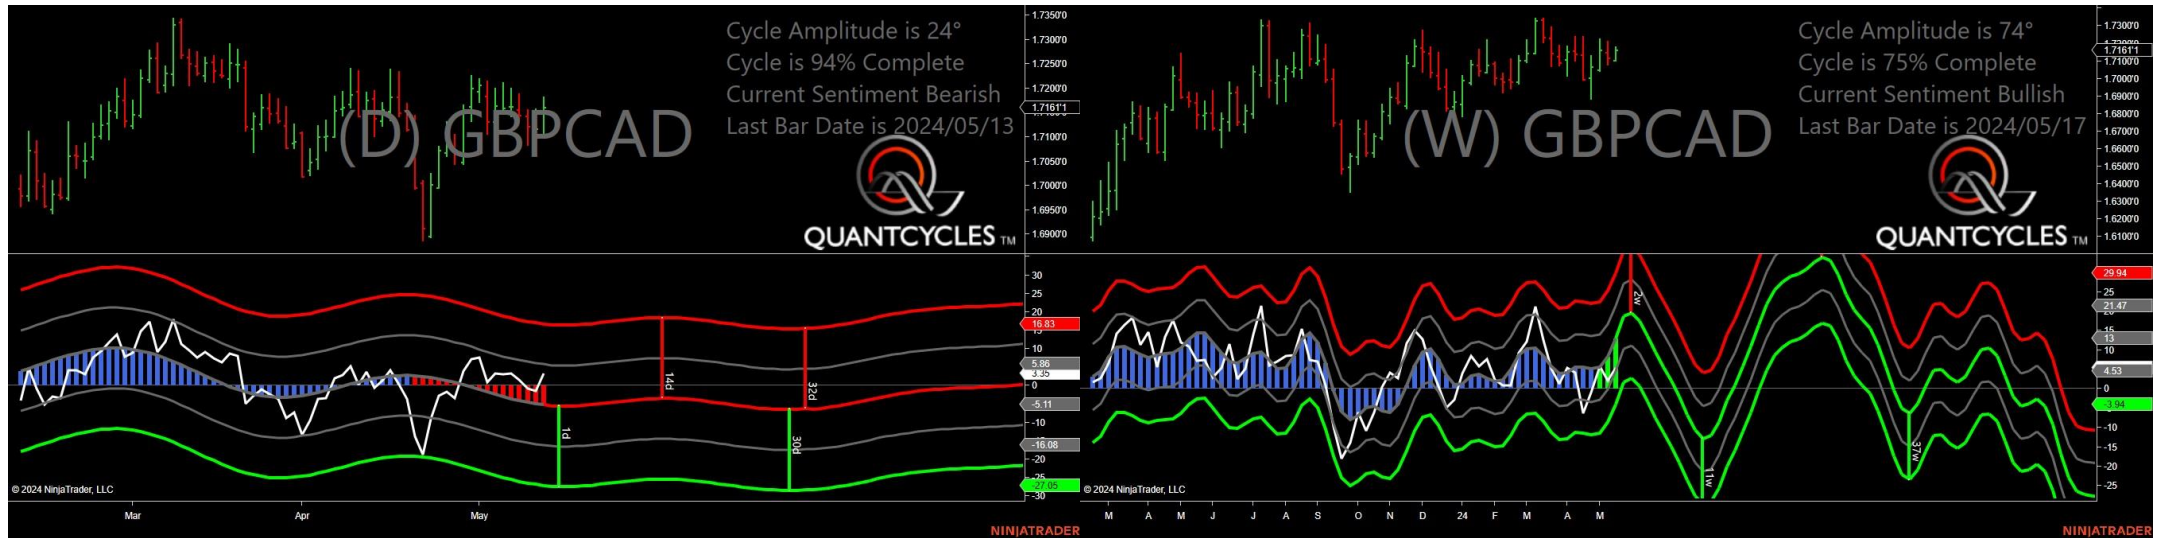 Cycle Amplitude is 24°
Cycle is 94% Complete
Current Sentiment Bearish
Last Bar Date is 2024/05/13
(D) GBPCAD
QUANTCYCLES TM
1.7350'0
1.7300'0
1.7250'0
1.7200'0
1.7161'1
1.7100'0
1.7050'0
1.7000'0
1.6950'0
1.6900'0
30
25
20
16.83
10
5.86
3.35
0
-5.11
-10
-16.08
-20
-27.05
-30
14d
32d
1d
30d
© 2024 NinjaTrader, LLC
Mar
Apr
May
NINJATRADER
Cycle Amplitude is 74°
Cycle is 75% Complete
Current Sentiment Bullish
Last Bar Date is 2024/05/17
(W) GBPCAD
QUANTCYCLES TM
1.7300'0
1.7161'1
1.7100'0
1.7000'0
1.6900'0
1.6800'0
1.6700'0
1.6600'0
1.6500'0
1.6400'0
1.6300'0
1.6200'0
1.6100'0
29.94
25
21.47
15
13
10
4.53
0
-3.94
-10
-15
-20
-25
2w
11w
37w
© 2024 NinjaTrader, LLC
M
A
M
J
J
A
S
O
N
D
24
F
M
A
M
NINJATRADER